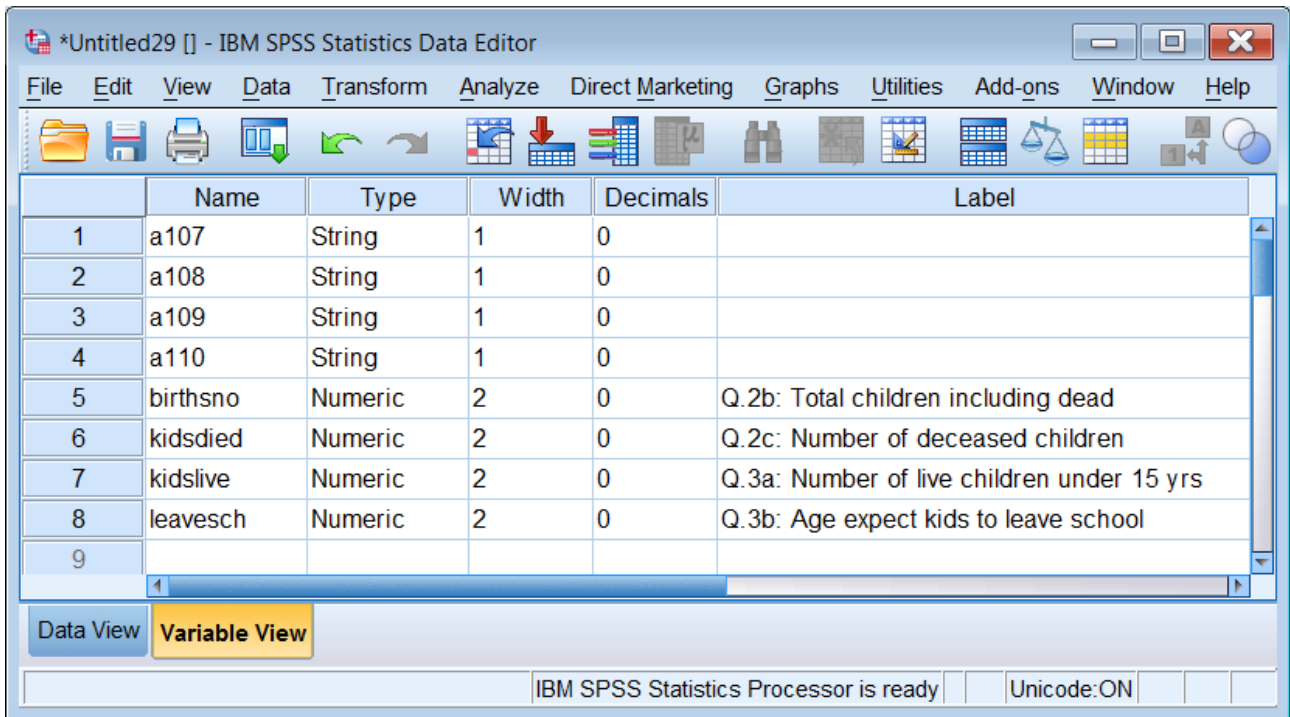 *Untitled29 [] - IBM SPSS Statistics Data Editor
File Edit View Data Transform Analyze Direct Marketing Graphs Utilities Add-ons Window Help
Name Type Width Decimals Label
1 a107 String 1 0
2 a108 String 1 0
3 a109 String 1 0
4 a110 String 1 0
5 birthsno Numeric 2 0 Q.2b: Total children including dead
6 kidsdied Numeric 2 0 Q.2c: Number of deceased children
7 kidslive Numeric 2 0 Q.3a: Number of live children under 15 yrs
8 leavesch Numeric 2 0 Q.3b: Age expect kids to leave school
9
Data View Variable View
IBM SPSS Statistics Processor is ready Unicode:ON